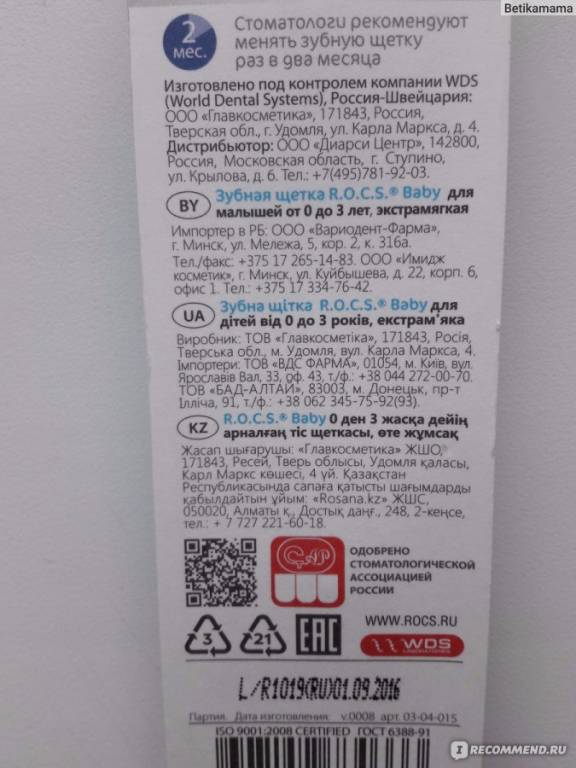 Betikamama
2
мес.
Стоматологи рекомендуют
менять зубную щетку
раз в два месяца
Изготовлено под контролем компании WDS
(World Dental Systems), Россия-Швейцария:
ООО «Главкосметика», 171843, Россия,
Тверская обл., г. Удомля, ул. Карла Маркса, д. 4.
Дистрибьютор: ООО «Диарси Центр», 142800,
Россия, Московская область, г. Ступино,
ул. Крылова, д. 6. Тел.: +7(495)781-92-03.
BY Зубная щетка R.O.C.S.® Baby для
малышей от 0 до 3 лет, экстрамягкая
Импортер в РБ: ООО «Вариодент-Фарма»,
г. Минск, ул. Мележа, 5, кор. 2, к. 316а.
Тел./факс: +375 17 265-14-83. ООО «Имидж
косметик», г. Минск, ул. Куйбышева, д. 22, корп. 6,
офис 1. Тел.: +375 17 334-76-42.
UA Зубна щітка R.O.C.S.® Baby для
дітей від 0 до 3 років, екстрам'яка
Виробник: ТОВ «Главкосметіка», 171843, Росія,
Тверська обл., м. Удомля, вул. Карла Маркса, 4.
Імпортери: ТОВ «ВДС ФАРМА», 01054, м. Київ, вул.
Ярославів Вал, 33, оф. 43, т./ф.: +38 044 272-00-70.
ТОВ «БАД-АЛТАЙ», 83003, м. Донецьк, пр-т
Ілліча, 91, т./ф.: +38 062 345-75-92(93).
KZ R.O.C.S.® Baby 0 ден 3 жасқа дейін
арналған тіс щеткасы, өте жұмсақ
Жасап шығарушы: «Главкосметика» ЖШО,
171843, Ресей, Тверь облысы, Удомля қаласы,
Карл Маркс көшесі, 4 үй. Қазақстан
Республикасында сапаға қатысты шағымдарды
қабылдайтын ұйым: «Rosana.kz» ЖШС,
050020, Алматы қ., Достық даңғ., 248, 2-кеңсе,
тел.: + 7 727 221-60-18.
САР
ОДОБРЕНО
СТОМАТОЛОГИЧЕСКОЙ
АССОЦИАЦИЕЙ
РОССИИ
WWW.ROCS.RU
3 21 EAC WDS
LABORATORIES
L/R1019(RU)01.09.2016
Партия. Дата изготовления: v.0008 арт. 03-04-015
ISO 9001:2008 CERTIFIED ГОСТ 6388-91
IRECOMMEND.RU